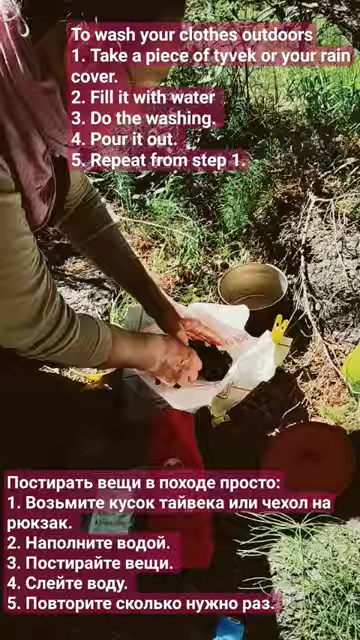 To wash your clothes outdoors
1. Take a piece of tyvek or your rain
cover.
2. Fill it with water
3. Do the washing.
4. Pour it out.
5. Repeat from step 1.
Постирать вещи в походе просто:
1. Возьмите кусок тайвека или чехол на
рюкзак.
2. Наполните водой.
3. Постирайте вещи.
4. Слейте воду.
5. Повторите сколько нужно раз.